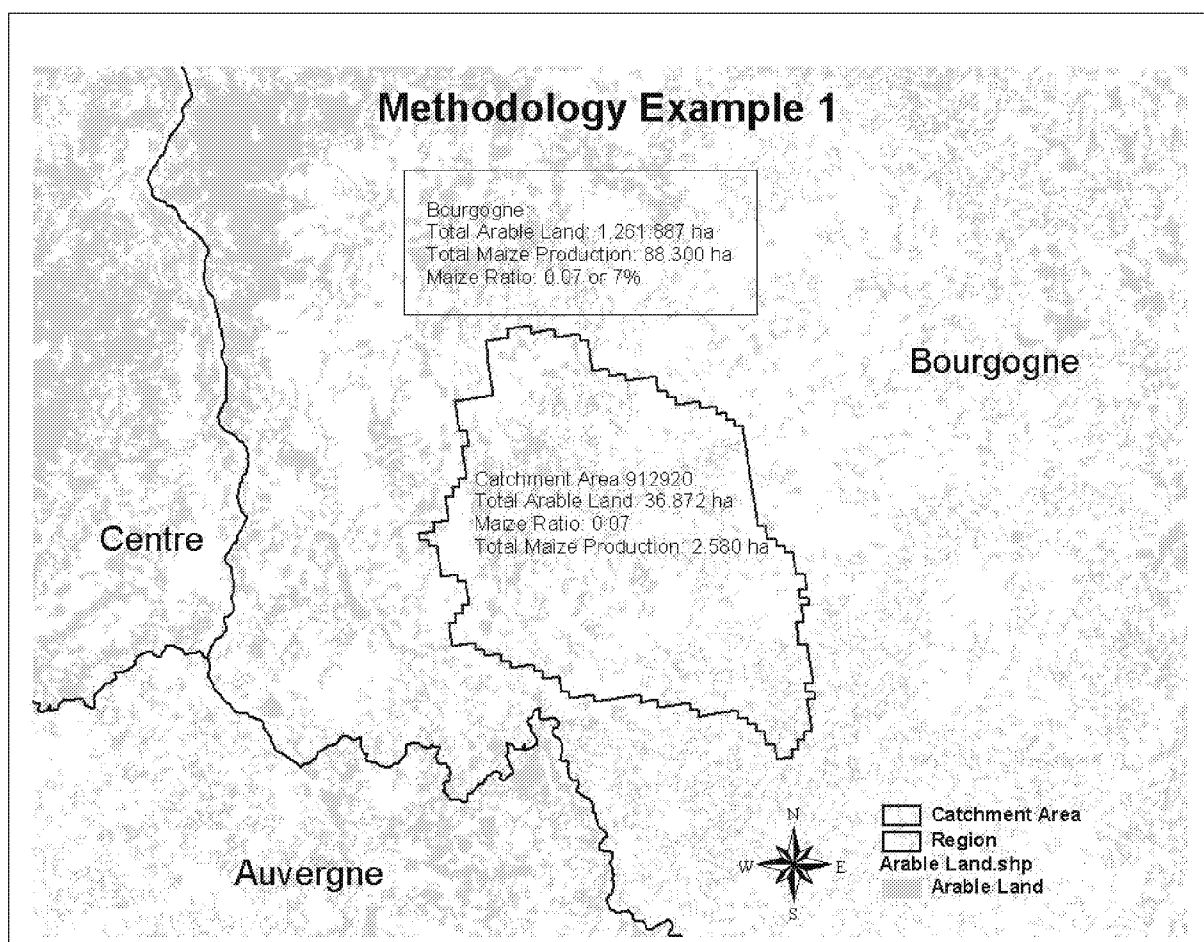 Methodology Example 1
Bourgogne
Total Arable Land: 1.261.887 ha
Total Maize Production: 88.300 ha
Maize Ratio: 0.07 or 7%
Bourgogne
Catchment Area 912920
Total Arable Land: 36.872 ha
Maize Ratio: 0.07
Total Maize Production: 2.580 ha
Centre
Auvergne
N
W E
S
Catchment Area
Region
Arable Land.shp
Arable Land